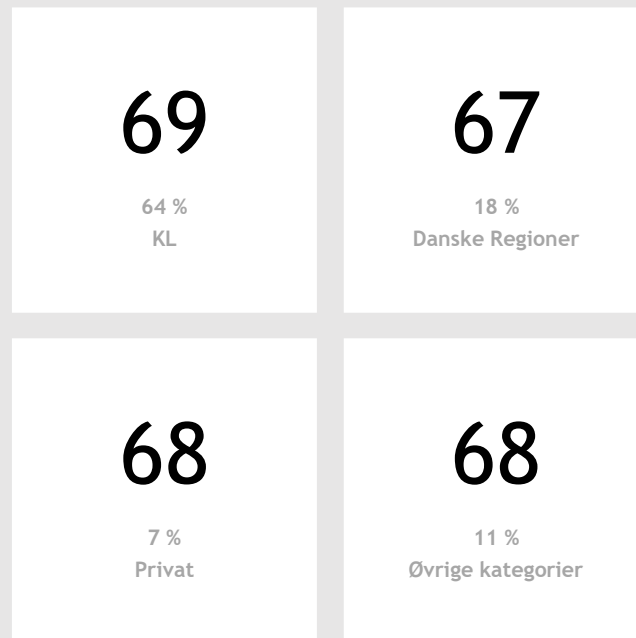 69
64 %
KL
67
18 %
Danske Regioner
68
7 %
Privat
68
11 %
Øvrige kategorier